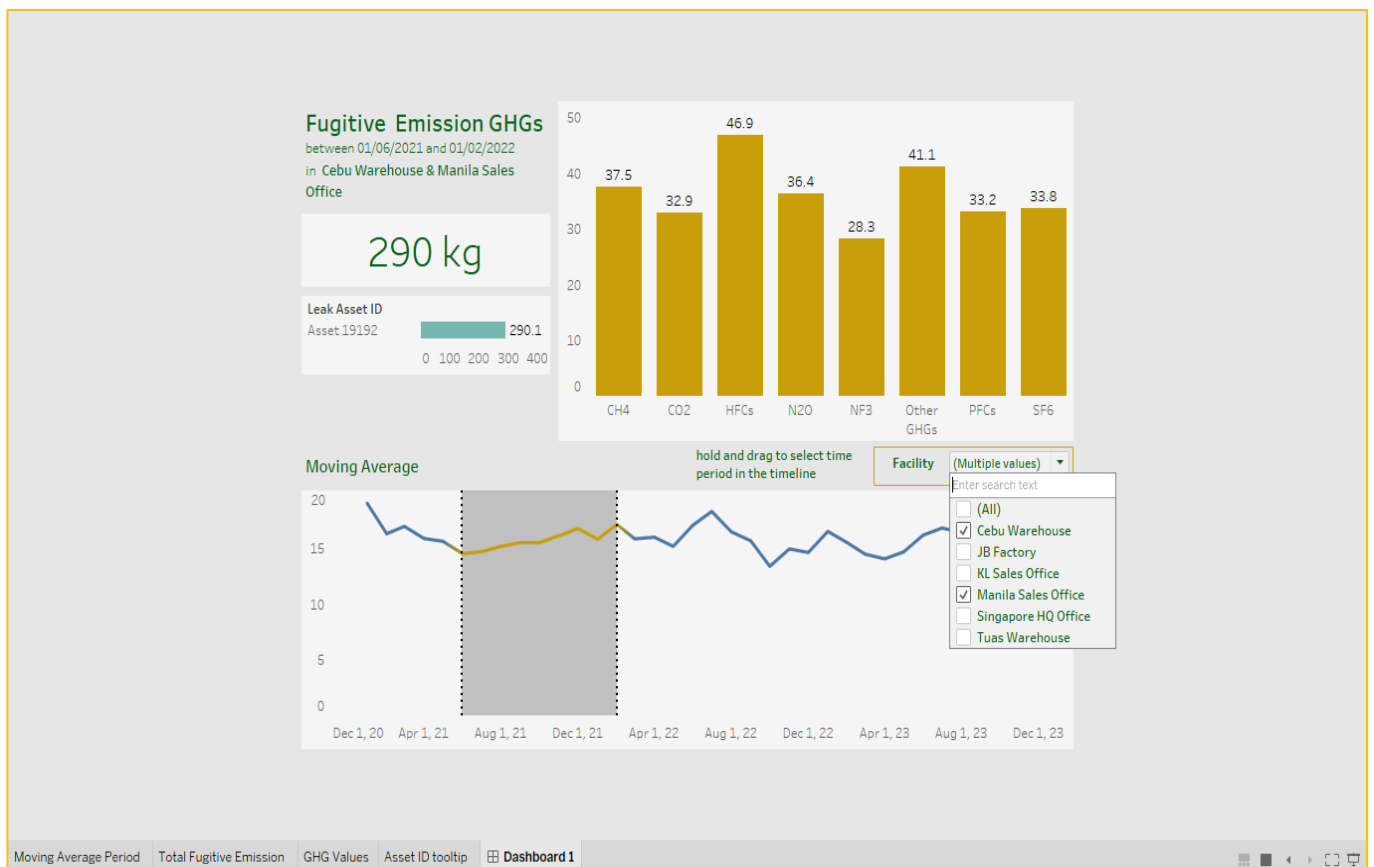 Fugitive Emission GHGs
between 01/06/2021 and 01/02/2022
in Cebu Warehouse & Manila Sales
Office
290 kg
Leak Asset ID
Asset 19192
290.1
0 100 200 300 400
50
40
30
20
10
0
37.5
32.9
46.9
36.4
28.3
41.1
33.2
33.8
CH4
CO2
HFCs
N2O
NF3
Other
GHGs
PFCs
SF6
Moving Average
hold and drag to select time
period in the timeline
Facility
(Multiple values)
Enter search text
(All)
Cebu Warehouse
JB Factory
KL Sales Office
Manila Sales Office
Singapore HQ Office
Tuas Warehouse
20
15
10
5
0
Dec 1, 20 Apr 1, 21 Aug 1, 21 Dec 1, 21 Apr 1, 22 Aug 1, 22 Dec 1, 22 Apr 1, 23 Aug 1, 23 Dec 1, 23
Moving Average Period Total Fugitive Emission GHG Values Asset ID tooltip Dashboard 1